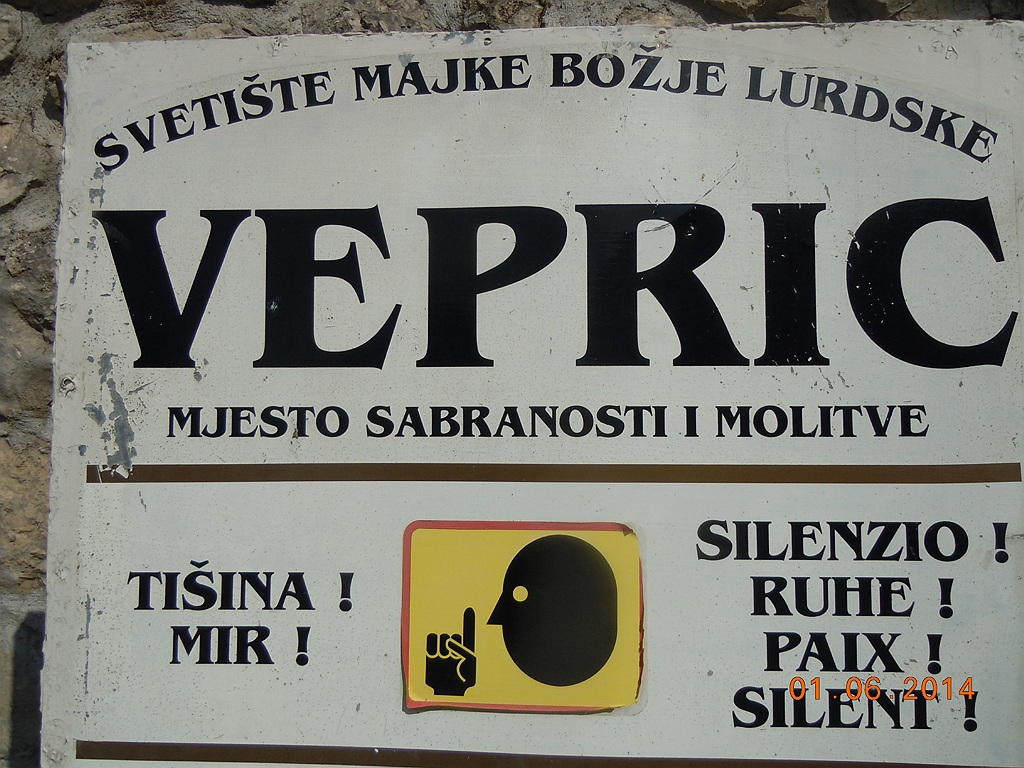 SVETIŠTE MAJKE BOŽJE LURDSKE
VEPRIC
MJESTO SABRANOSTI I MOLITVE
TIŠINA !
MIR !
SILENZIO !
RUHE !
PAIX !
SILENT !
01.06.2014